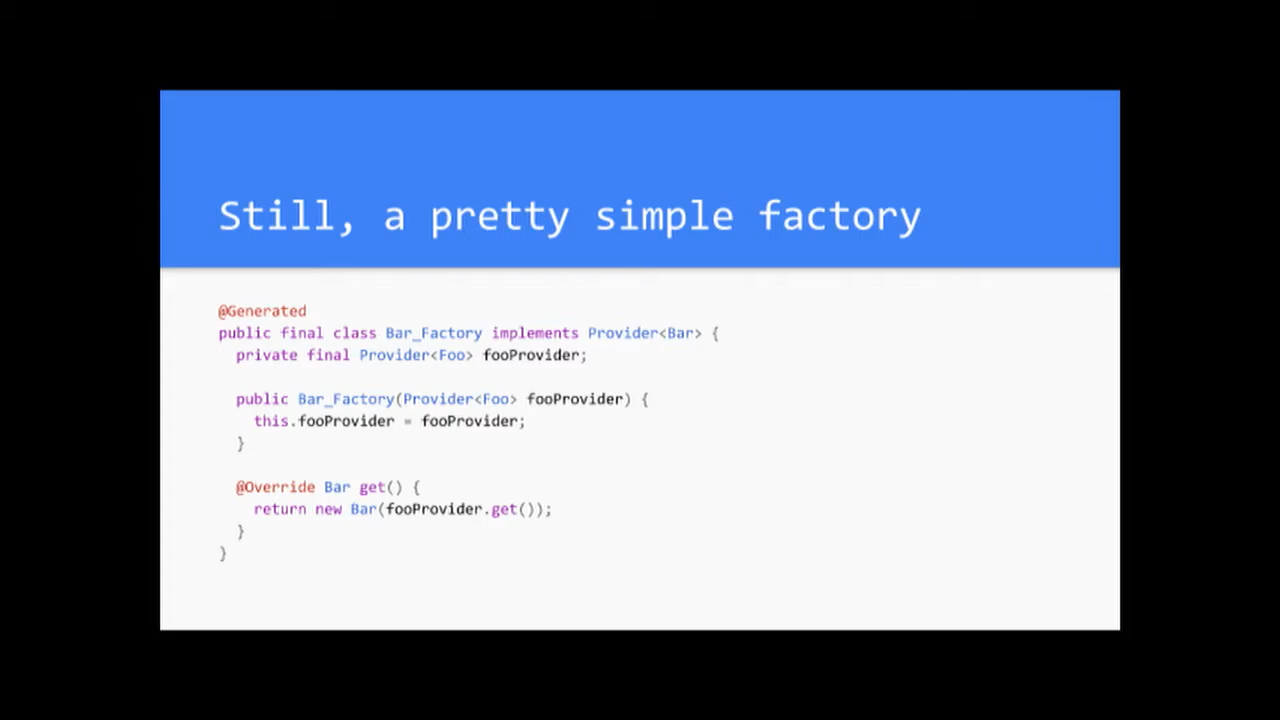 Still, a pretty simple factory
@Generated
public final class Bar_Factory implements Provider<Bar> {
  private final Provider<Foo> fooProvider;

  public Bar_Factory(Provider<Foo> fooProvider) {
    this.fooProvider = fooProvider;
  }

  @Override Bar get() {
    return new Bar(fooProvider.get());
  }
}